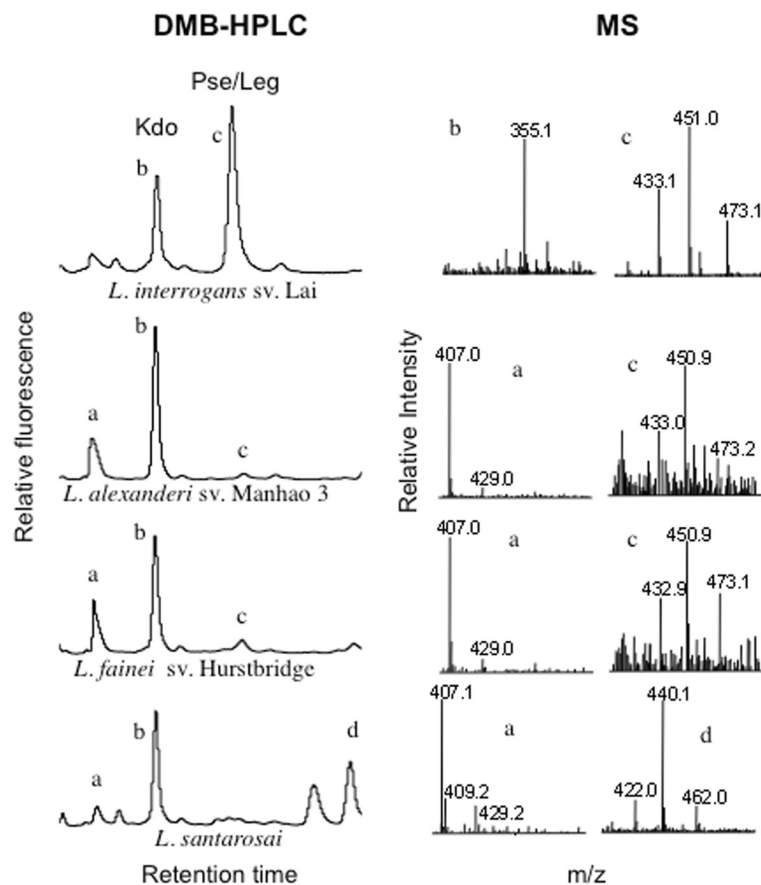 DMB-HPLC
MS
Pse/Leg
Kdo
b
c
L. interrogans sv. Lai
b
355.1
c
451.0
433.1
473.1
Relative fluorescence
Relative Intensity
b
a
c
L. alexanderi sv. Manhao 3
407.0
a
429.0
c
450.9
433.0
473.2
b
a
c
L. fainei sv. Hurstbridge
407.0
a
429.0
c
450.9
432.9
473.1
b
a
d
L. santarosai
407.1
a
409.2
429.2
440.1
d
422.0
462.0
Retention time
m/z